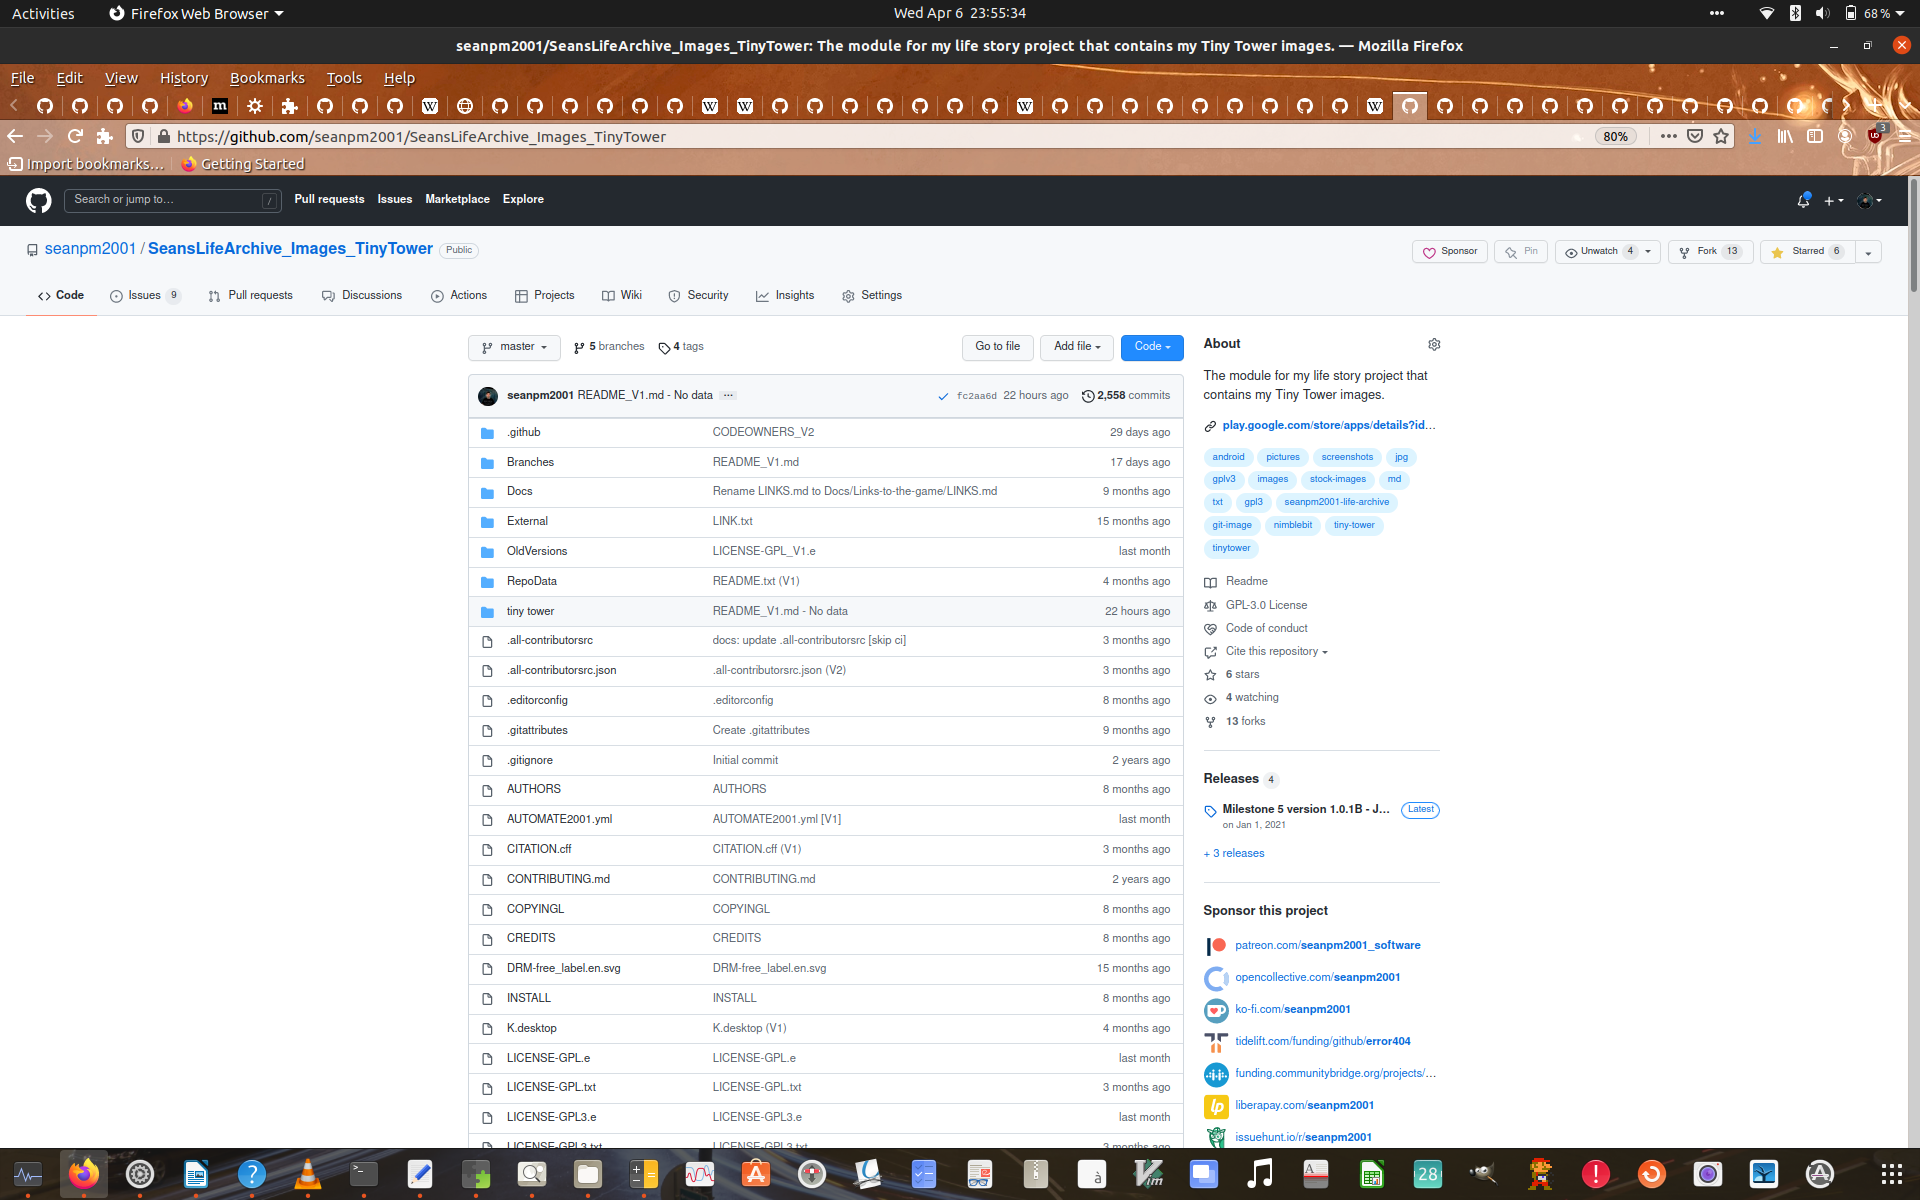 Activities Firefox Web Browser Wed Apr 6 23:55:34 68 %
seanpm2001/SeansLifeArchive_Images_TinyTower: The module for my life story project that contains my Tiny Tower images. — Mozilla Firefox
File Edit View History Bookmarks Tools Help
https://github.com/seanpm2001/SeansLifeArchive_Images_TinyTower 80% 3
Import bookmarks… Getting Started
Search or jump to… / Pull requests Issues Marketplace Explore
seanpm2001 / SeansLifeArchive_Images_TinyTower Public Sponsor Pin Unwatch 4 Fork 13 Starred 6
Code Issues 9 Pull requests Discussions Actions Projects Wiki Security Insights Settings
master 5 branches 4 tags Go to file Add file Code
seanpm2001 README_V1.md - No data ... fc2aa6d 22 hours ago 2,558 commits
.github CODEOWNERS_V2 29 days ago
Branches README_V1.md 17 days ago
Docs Rename LINKS.md to Docs/Links-to-the-game/LINKS.md 9 months ago
External LINK.txt 15 months ago
OldVersions LICENSE-GPL_V1.e last month
RepoData README.txt (V1) 4 months ago
tiny tower README_V1.md - No data 22 hours ago
.all-contributorsrc docs: update .all-contributorsrc [skip ci] 3 months ago
.all-contributorsrc.json .all-contributorsrc.json (V2) 3 months ago
.editorconfig .editorconfig 8 months ago
.gitattributes Create .gitattributes 9 months ago
.gitignore Initial commit 2 years ago
AUTHORS AUTHORS 8 months ago
AUTOMATE2001.yml AUTOMATE2001.yml [V1] last month
CITATION.cff CITATION.cff (V1) 3 months ago
CONTRIBUTING.md CONTRIBUTING.md 2 years ago
COPYINGL COPYINGL 8 months ago
CREDITS CREDITS 8 months ago
DRM-free_label.en.svg DRM-free_label.en.svg 15 months ago
INSTALL INSTALL 8 months ago
K.desktop K.desktop (V1) 4 months ago
LICENSE-GPL.e LICENSE-GPL.e last month
LICENSE-GPL.txt LICENSE-GPL.txt 3 months ago
LICENSE-GPL3.e LICENSE-GPL3.e last month
LICENSE-GPL3.txt LICENSE-GPL3.txt 3 months ago
About
The module for my life story project that
contains my Tiny Tower images.
play.google.com/store/apps/details?id...
android pictures screenshots jpg
gplv3 images stock-images md
txt gpl3 seanpm2001-life-archive
git-image nimblebit tiny-tower
tinytower
Readme
GPL-3.0 License
Code of conduct
Cite this repository
6 stars
4 watching
13 forks
Releases 4
Milestone 5 version 1.0.1B - J... Latest
on Jan 1, 2021
+ 3 releases
Sponsor this project
patreon.com/seanpm2001_software
opencollective.com/seanpm2001
ko-fi.com/seanpm2001
tidelift.com/funding/github/error404
funding.communitybridge.org/projects/...
liberapay.com/seanpm2001
issuehunt.io/r/seanpm2001
28